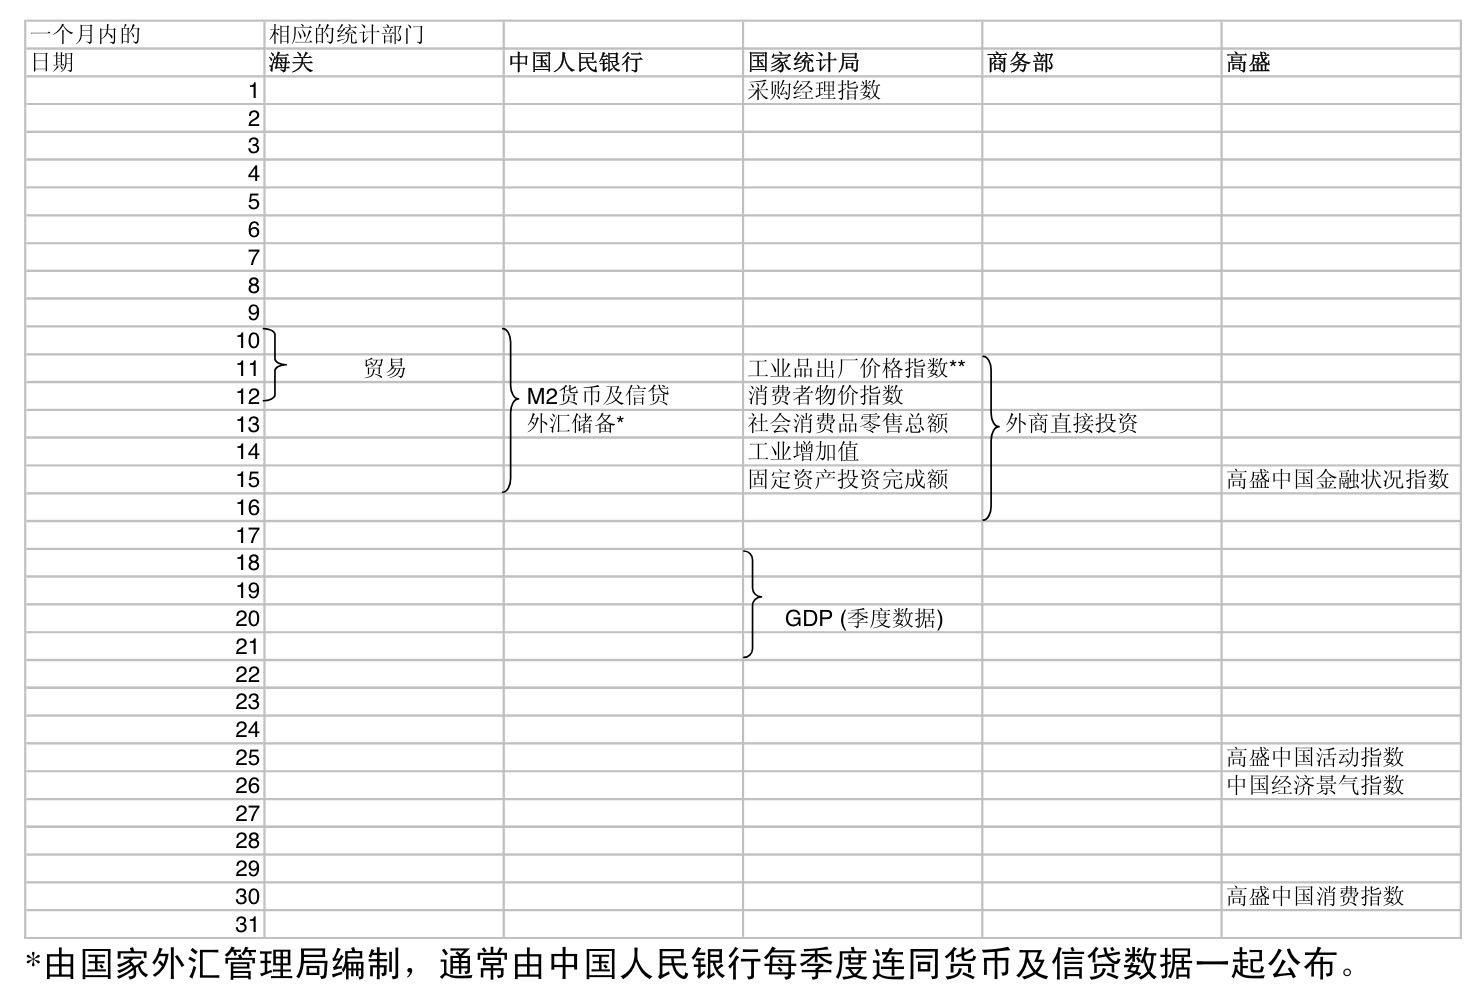 一个月内的 相应的统计部门
日期 海关 中国人民银行 国家统计局 商务部 高盛
1 采购经理指数
2
3
4
5
6
7
8
9
10
11 贸易 工业品出厂价格指数**
12 M2货币及信贷 消费者物价指数
13 外汇储备* 社会消费品零售总额 外商直接投资
14 工业增加值
15 固定资产投资完成额 高盛中国金融状况指数
16
17
18
19
20 GDP (季度数据)
21
22
23
24
25 高盛中国活动指数
26 中国经济景气指数
27
28
29
30 高盛中国消费指数
31
*由国家外汇管理局编制，通常由中国人民银行每季度连同货币及信贷数据一起公布。